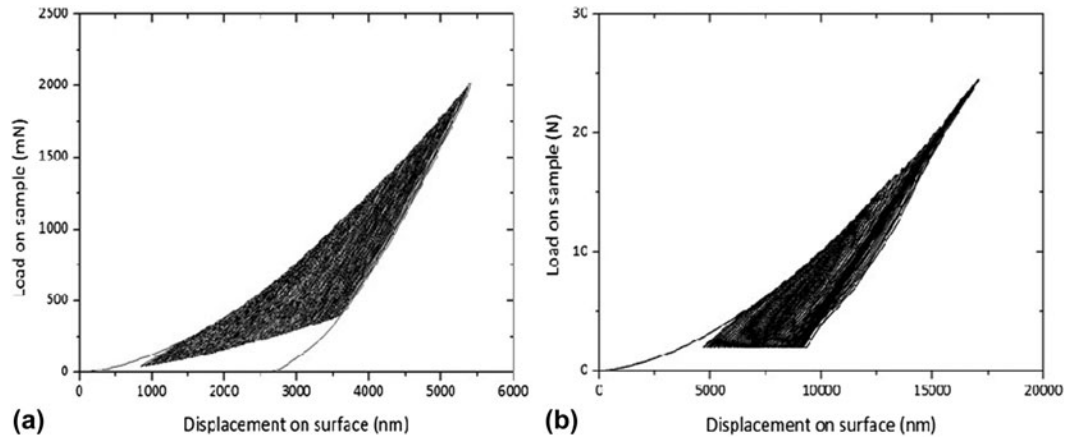 2500
2000
1500
1000
500
0
0 1000 2000 3000 4000 5000 6000
Load on sample (mN)
Displacement on surface (nm)
(a)
30
20
10
0
0 5000 10000 15000 20000
Load on sample (N)
Displacement on surface (nm)
(b)